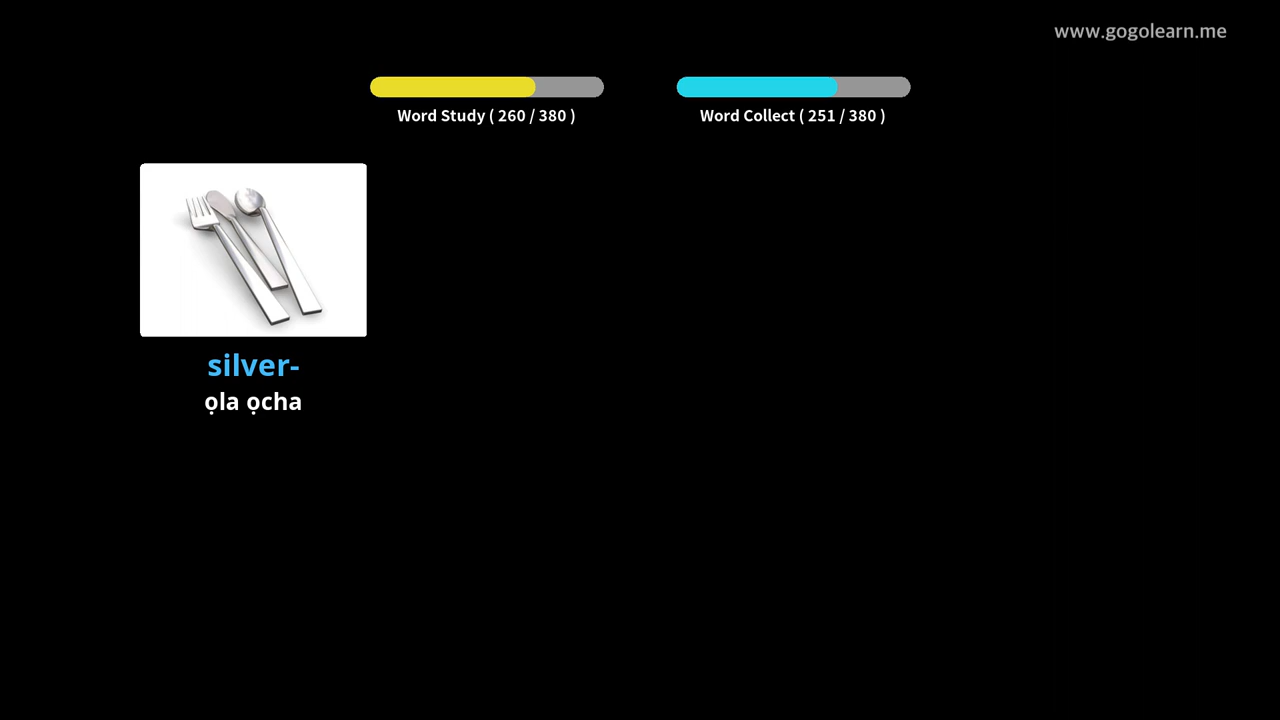 www.gogolearn.me
Word Study ( 260 / 380 )
Word Collect ( 251 / 380 )
silver-
ọla ọcha